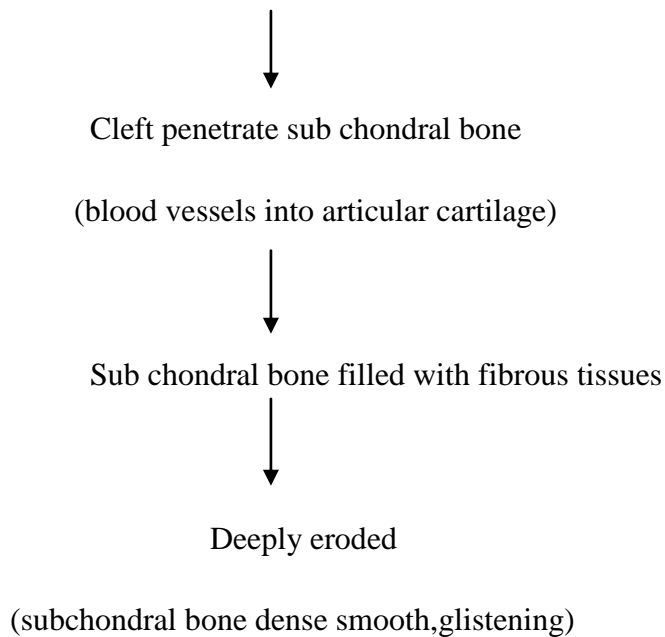 Cleft penetrate sub chondral bone
(blood vessels into articular cartilage)
Sub chondral bone filled with fibrous tissues
Deeply eroded
(subchondral bone dense smooth,glistening)